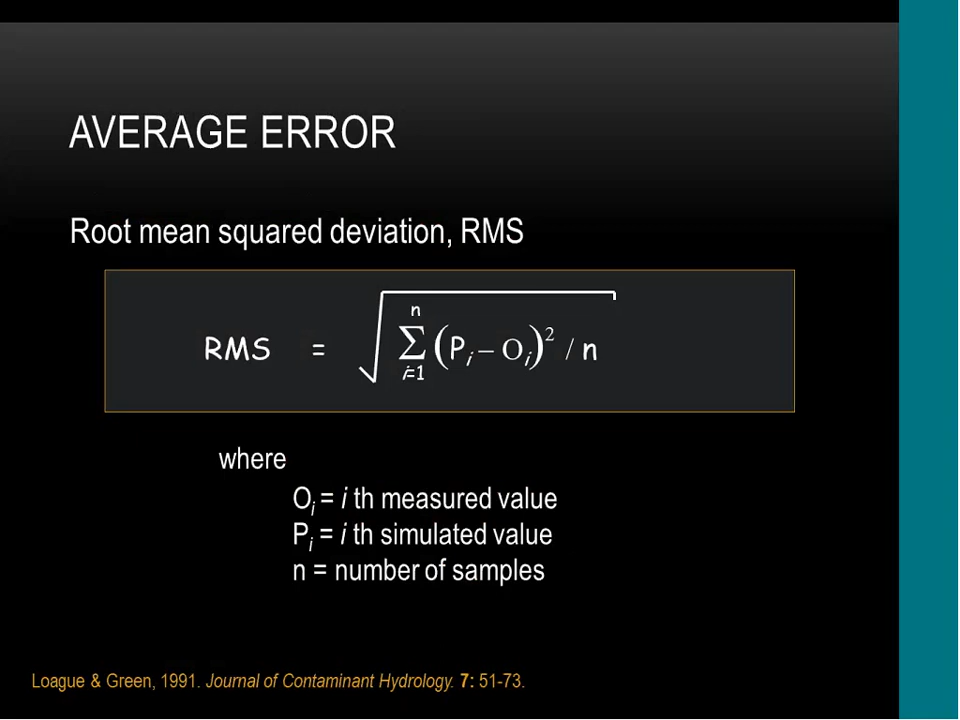 AVERAGE ERROR
Root mean squared deviation, RMS
RMS = √ n Σ i=1 (Pi – Oi)2 / n
where
Oi = i th measured value
Pi = i th simulated value
n = number of samples
Loague & Green, 1991. Journal of Contaminant Hydrology. 7: 51-73.